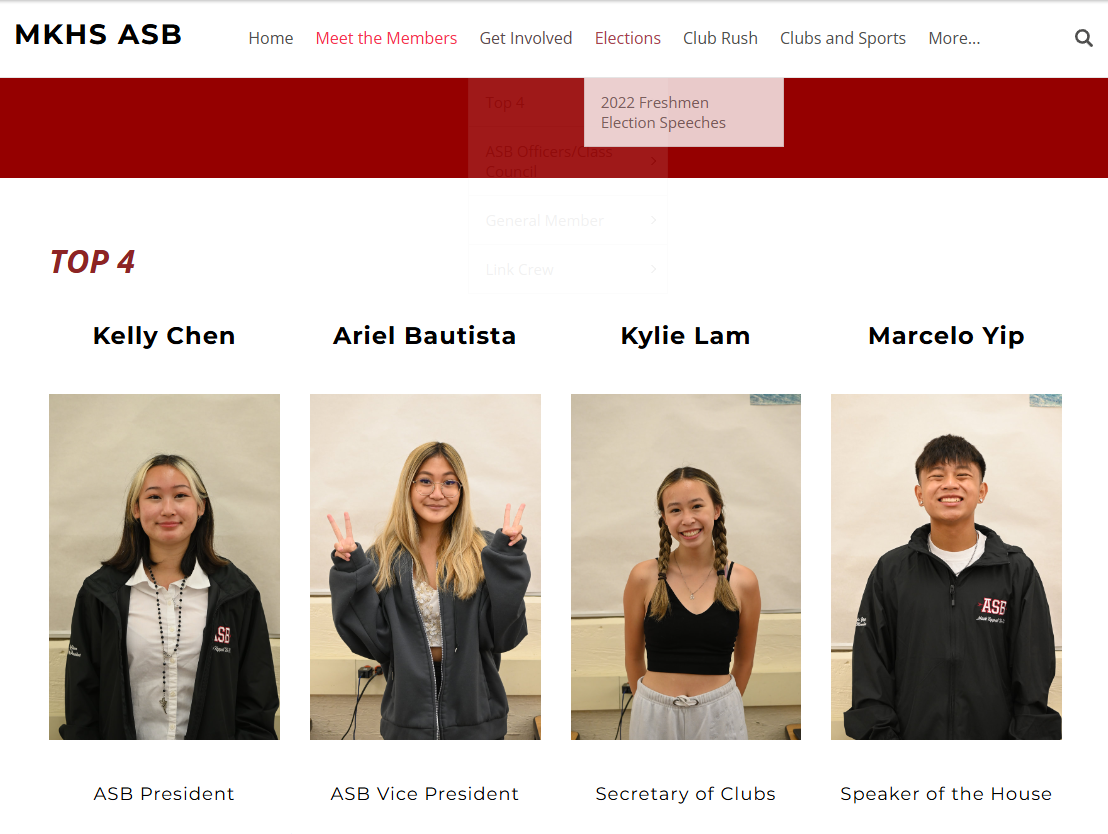 MKHS ASB
Home Meet the Members Get Involved Elections Club Rush Clubs and Sports More...
Top 4
2022 Freshmen
Election Speeches
ASB Officers/Class
Council
General Member
Link Crew
TOP 4
Kelly Chen Ariel Bautista Kylie Lam Marcelo Yip
ASB
ASB
ASB President ASB Vice President Secretary of Clubs Speaker of the House